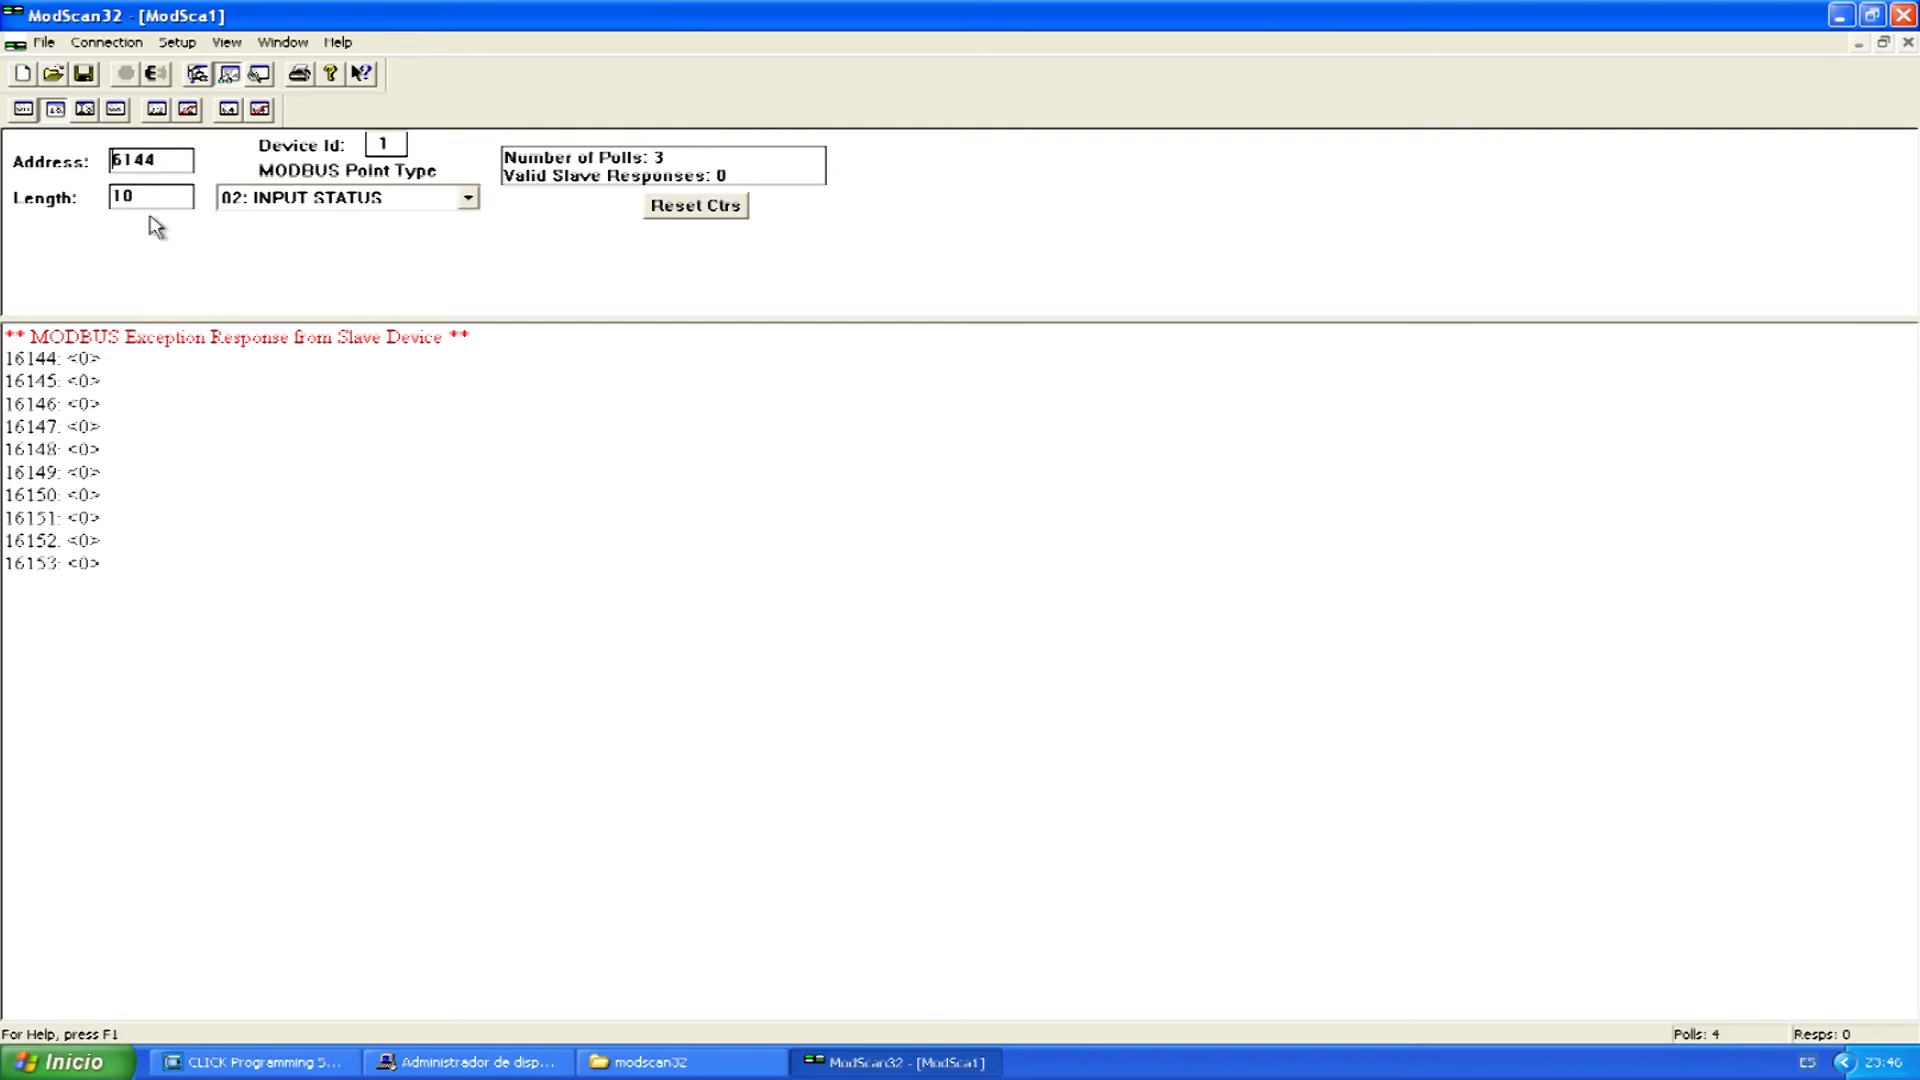 ModScan32 - [ModSca1]
File Connection Setup View Window Help
Address: 6144
Device Id: 1
MODBUS Point Type
Length: 10
02: INPUT STATUS
Number of Polls: 3
Valid Slave Responses: 0
Reset Ctrs
** MODBUS Exception Response from Slave Device **
16144: <0>
16145: <0>
16146: <0>
16147: <0>
16148: <0>
16149: <0>
16150: <0>
16151: <0>
16152: <0>
16153: <0>
For Help, press F1
Polls: 4
Resps: 0
Inicio
CLICK Programming S...
Administrador de disp...
modscan32
ModScan32 - [ModSca1]
ES
23:46